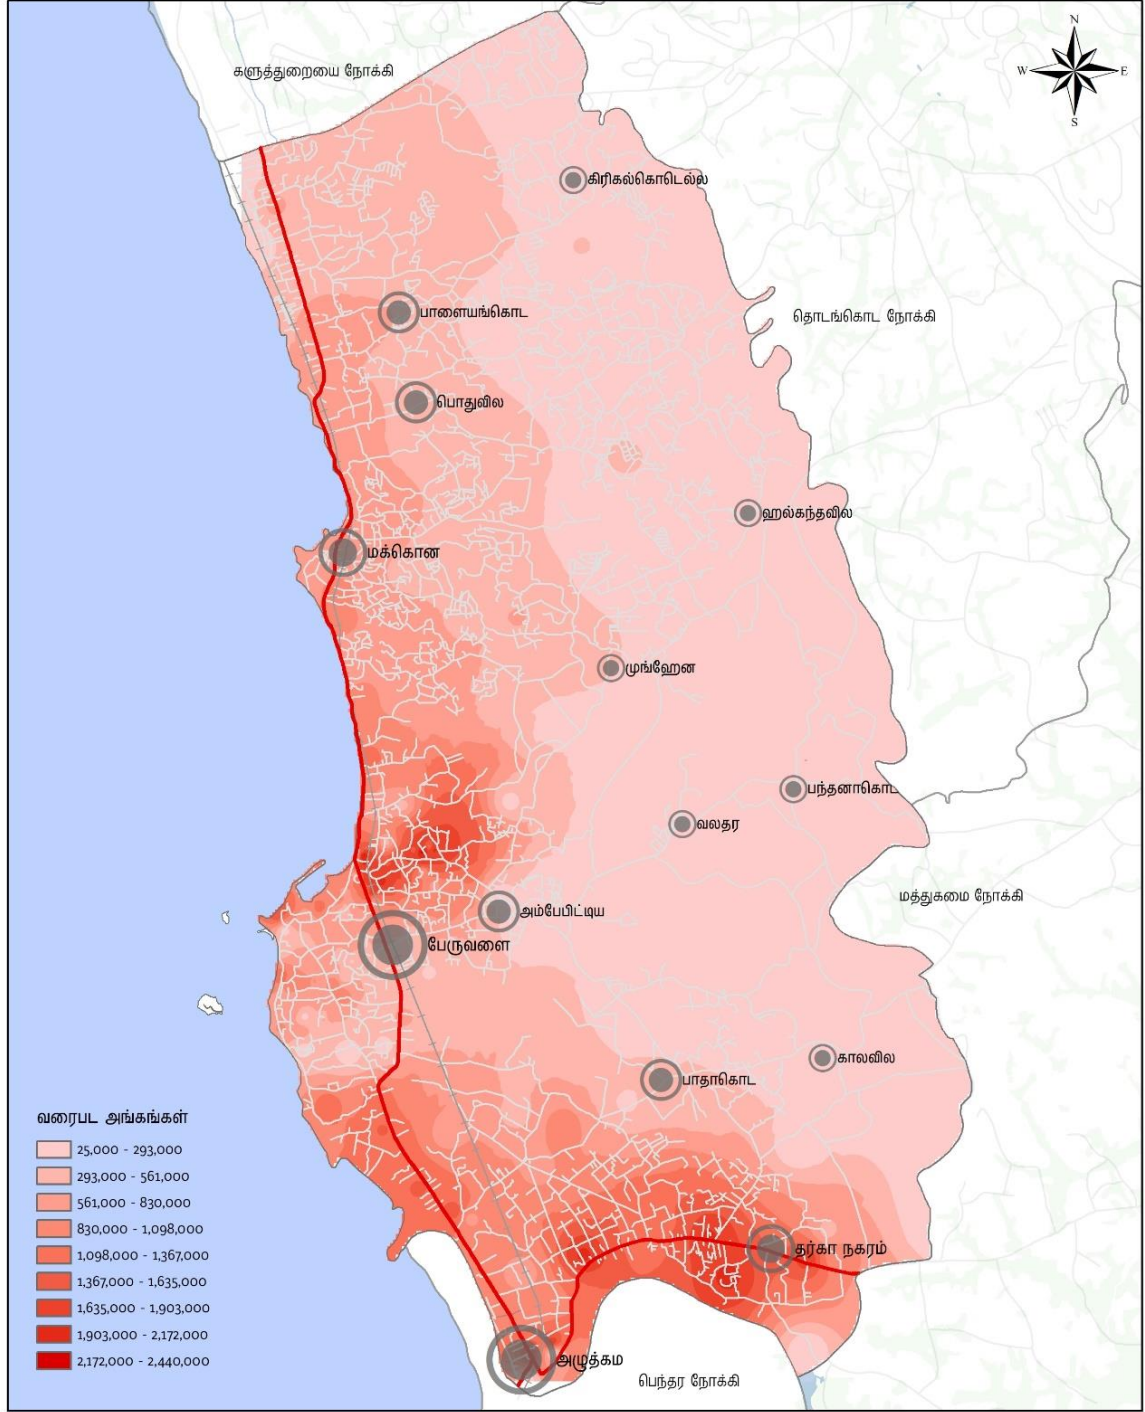 N
களுத்துறையை நோக்கி
W
E
S
கிரிகல்கொடெல்ல
பாளையங்கொட
தொடங்கொட நோக்கி
பொதுவில
ஹல்கந்தவில
மக்கொன
முங்ஹேன
பந்தனாகொட
வலதர
மத்துகமை நோக்கி
அம்பேபிட்டிய
பேருவளை
காலவில
பாதாகொட
வரைபட அங்கங்கள்
25,000 - 293,000
293,000 - 561,000
561,000 - 830,000
830,000 - 1,098,000
1,098,000 - 1,367,000
1,367,000 - 1,635,000
1,635,000 - 1,903,000
1,903,000 - 2,172,000
2,172,000 - 2,440,000
தர்கா நகரம்
அழுத்கம
பெந்தர நோக்கி